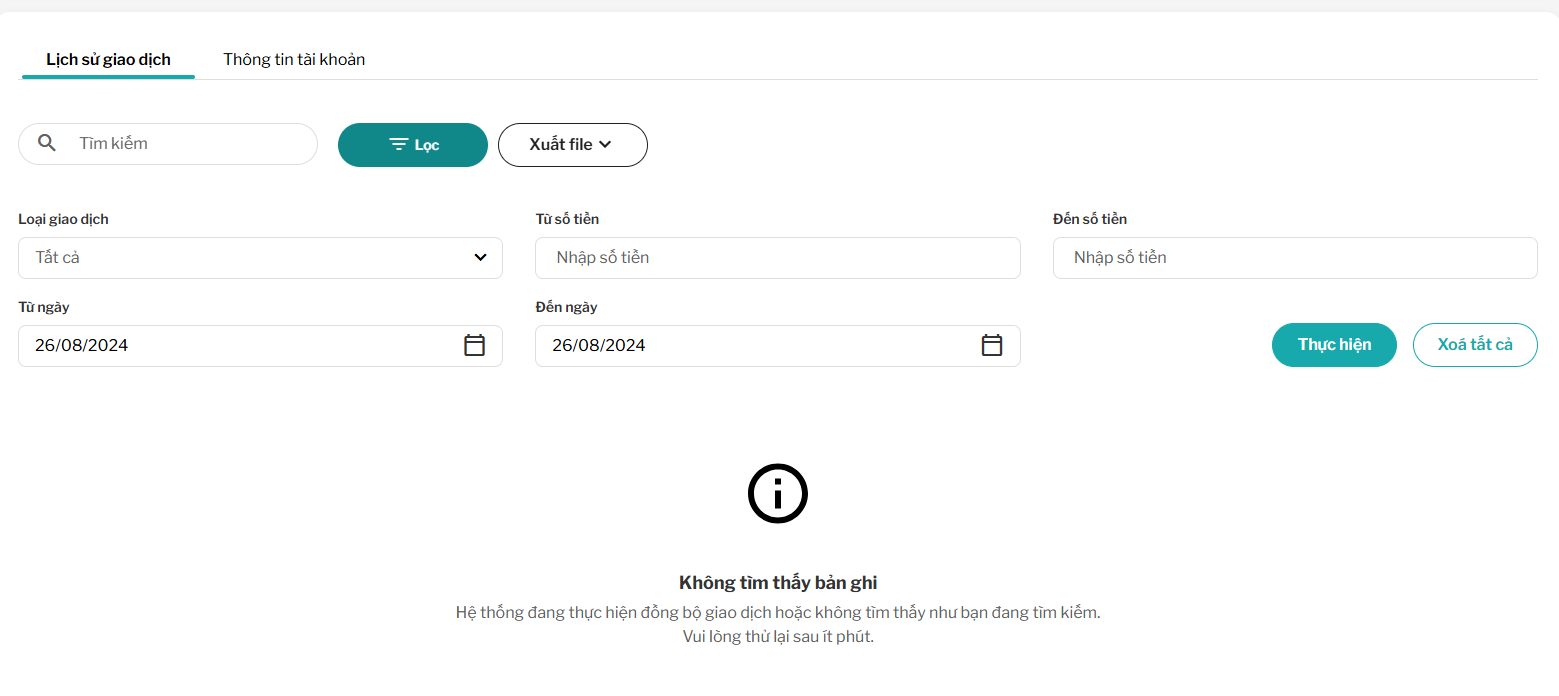 Lịch sử giao dịch
Thông tin tài khoản
Tìm kiếm
Lọc
Xuất file
Loại giao dịch
Từ số tiền
Đến số tiền
Tất cả
Nhập số tiền
Nhập số tiền
Từ ngày
Đến ngày
26/08/2024
26/08/2024
Thực hiện
Xoá tất cả
Không tìm thấy bản ghi
Hệ thống đang thực hiện đồng bộ giao dịch hoặc không tìm thấy như bạn đang tìm kiếm.
Vui lòng thử lại sau ít phút.